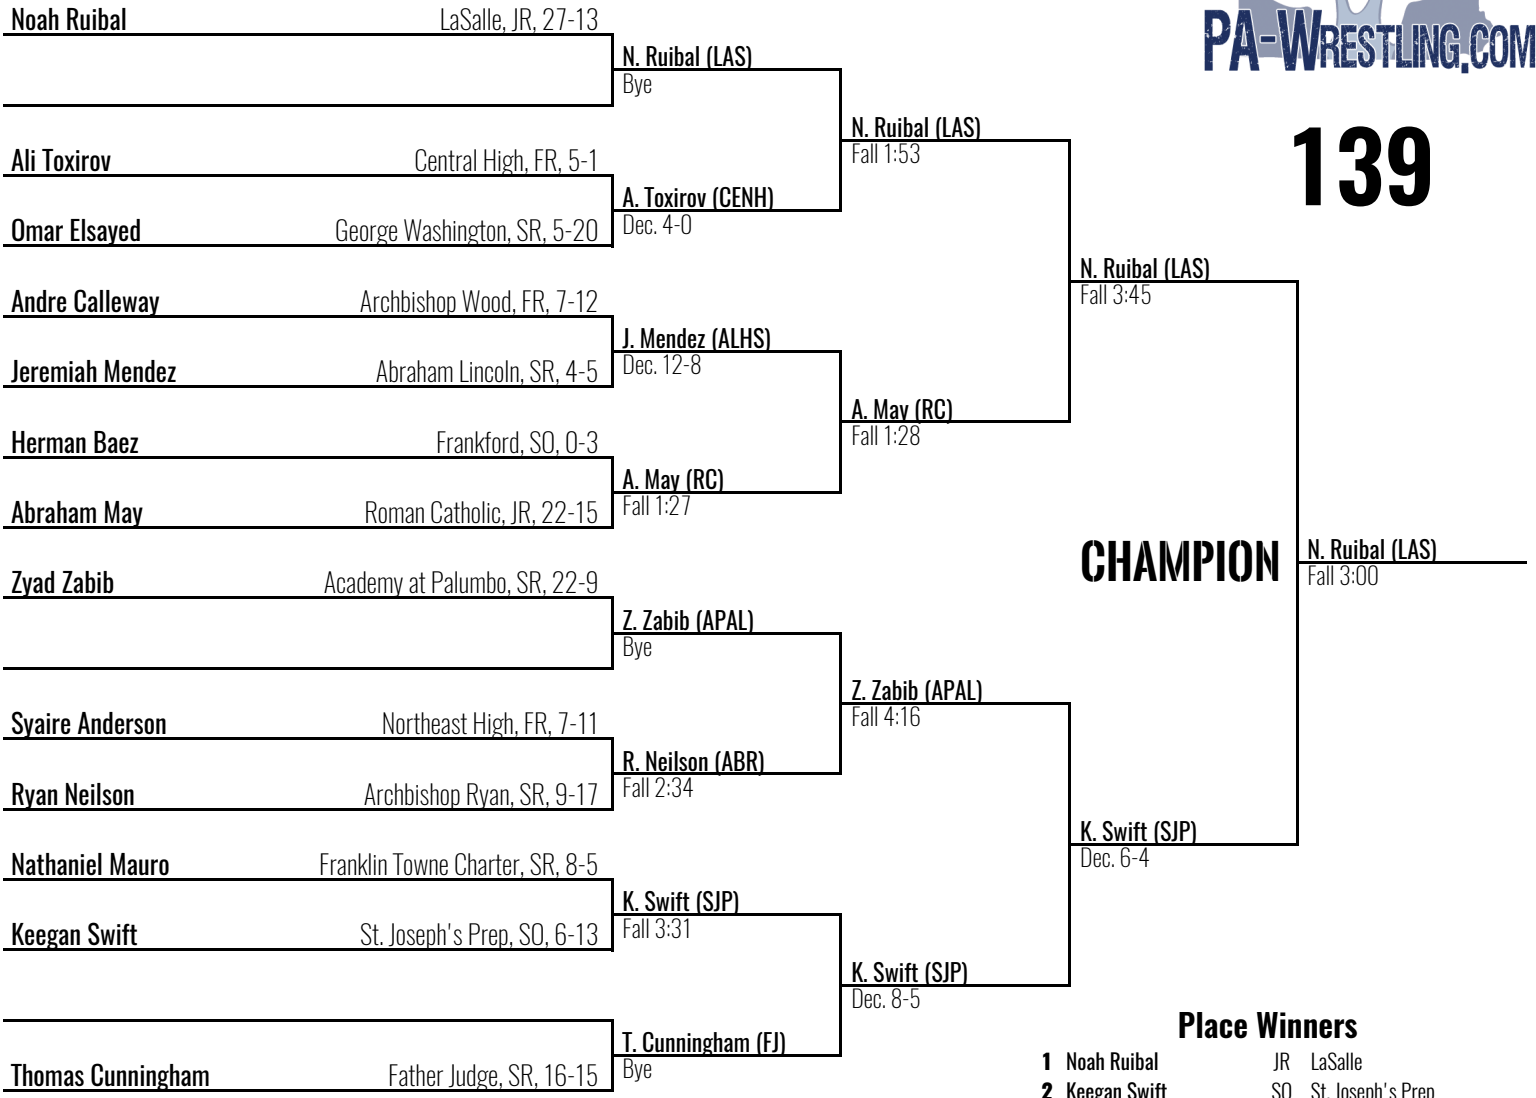 PA-WRESTLING.COM
139
Noah Ruibal LaSalle, JR, 27-13
N. Ruibal (LAS)
Bye
Ali Toxirov Central High, FR, 5-1
Omar Elsayed George Washington, SR, 5-20
A. Toxirov (CENH)
Dec. 4-0
N. Ruibal (LAS)
Fall 1:53
Andre Calleway Archbishop Wood, FR, 7-12
Jeremiah Mendez Abraham Lincoln, SR, 4-5
J. Mendez (ALHS)
Dec. 12-8
Herman Baez Frankford, SO, 0-3
Abraham May Roman Catholic, JR, 22-15
A. May (RC)
Fall 1:27
A. May (RC)
Fall 1:28
N. Ruibal (LAS)
Fall 3:45
Zyad Zabib Academy at Palumbo, SR, 22-9
Z. Zabib (APAL)
Bye
Syaire Anderson Northeast High, FR, 7-11
Ryan Neilson Archbishop Ryan, SR, 9-17
R. Neilson (ABR)
Fall 2:34
Z. Zabib (APAL)
Fall 4:16
Nathaniel Mauro Franklin Towne Charter, SR, 8-5
Keegan Swift St. Joseph's Prep, SO, 6-13
K. Swift (SJP)
Fall 3:31
Thomas Cunningham Father Judge, SR, 16-15
T. Cunningham (FJ)
Bye
K. Swift (SJP)
Dec. 8-5
K. Swift (SJP)
Dec. 6-4
CHAMPION
N. Ruibal (LAS)
Fall 3:00
Place Winners
1 Noah Ruibal JR LaSalle
2 Keegan Swift SO St. Joseph's Prep